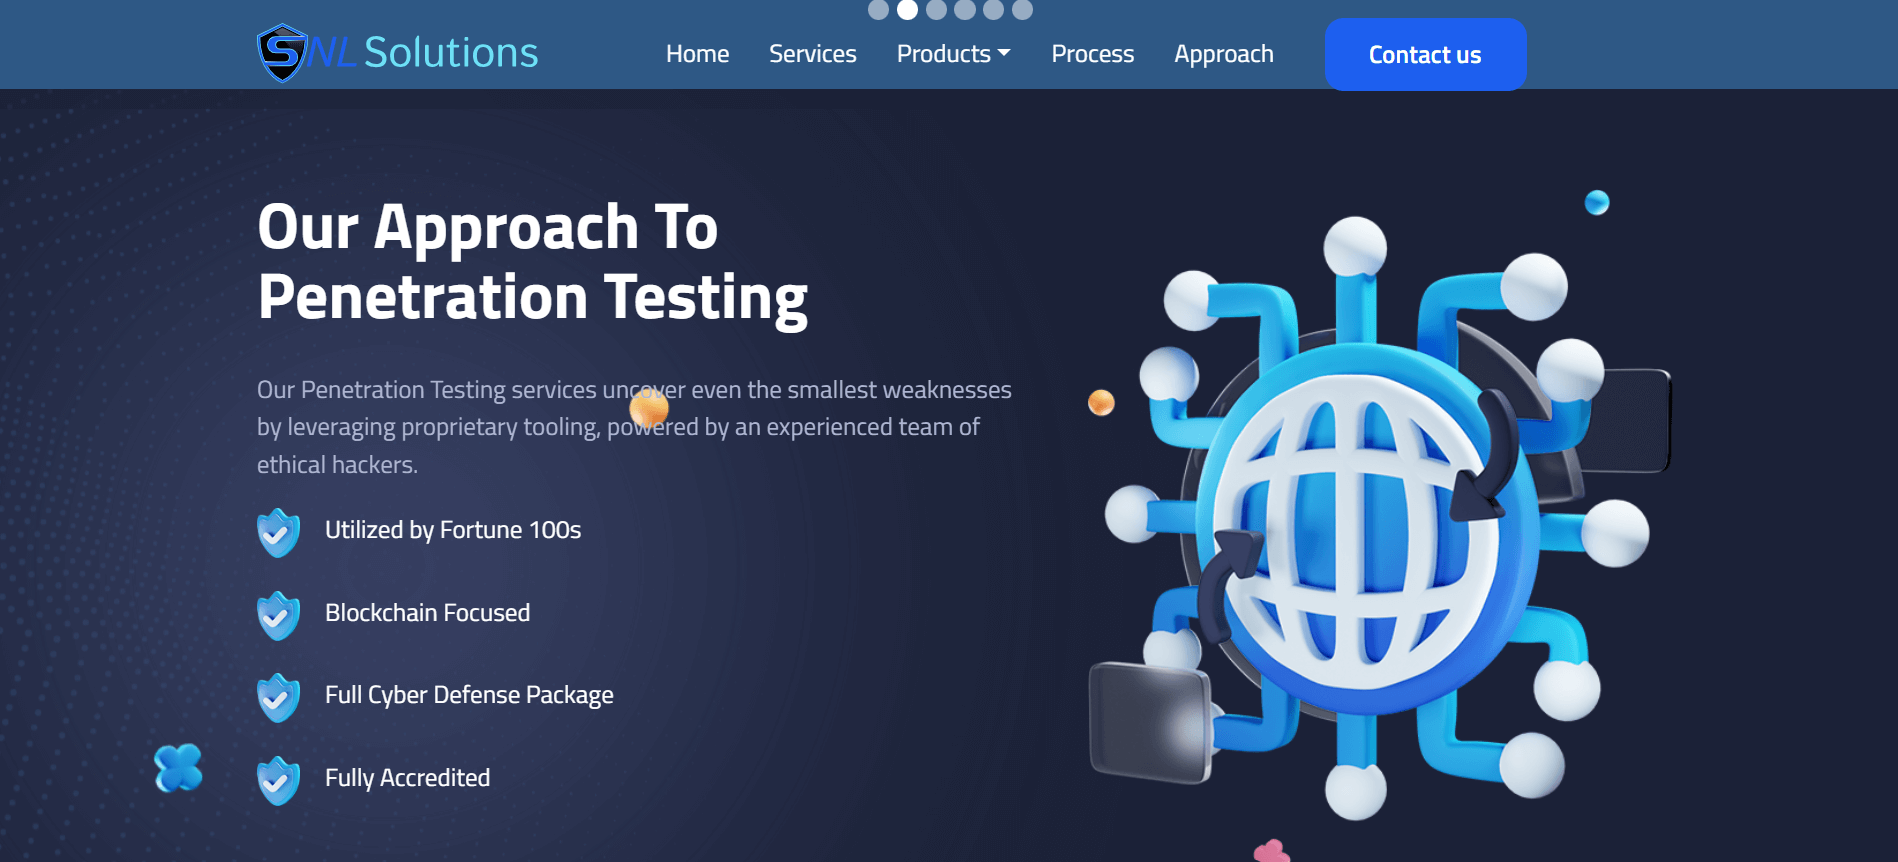 SNL Solutions
Home Services Products Process Approach Contact us
Our Approach To
Penetration Testing
Our Penetration Testing services uncover even the smallest weaknesses
by leveraging proprietary tooling, powered by an experienced team of
ethical hackers.
Utilized by Fortune 100s
Blockchain Focused
Full Cyber Defense Package
Fully Accredited